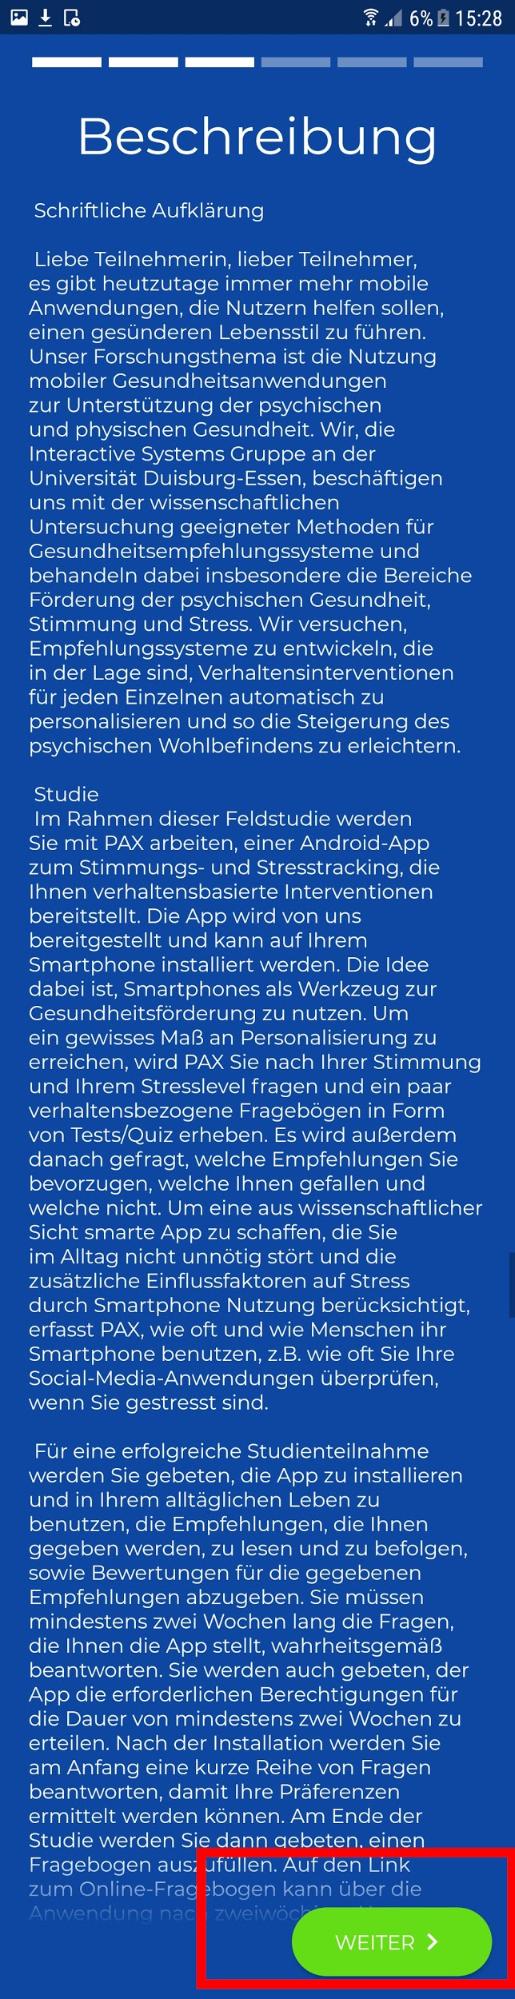 6% 15:28
Beschreibung
Schriftliche Aufklärung
Liebe Teilnehmerin, lieber Teilnehmer,
es gibt heutzutage immer mehr mobile
Anwendungen, die Nutzern helfen sollen,
einen gesünderen Lebensstil zu führen.
Unser Forschungsthema ist die Nutzung
mobiler Gesundheitsanwendungen
zur Unterstützung der psychischen
und physischen Gesundheit. Wir, die
Interactive Systems Gruppe an der
Universität Duisburg-Essen, beschäftigen
uns mit der wissenschaftlichen
Untersuchung geeigneter Methoden für
Gesundheitsempfehlungssysteme und
behandeln dabei insbesondere die Bereiche
Förderung der psychischen Gesundheit,
Stimmung und Stress. Wir versuchen,
Empfehlungssysteme zu entwickeln, die
in der Lage sind, Verhaltensinterventionen
für jeden Einzelnen automatisch zu
personalisieren und so die Steigerung des
psychischen Wohlbefindens zu erleichtern.
Studie
Im Rahmen dieser Feldstudie werden
Sie mit PAX arbeiten, einer Android-App
zum Stimmungs- und Stresstracking, die
Ihnen verhaltensbasierte Interventionen
bereitstellt. Die App wird von uns
bereitgestellt und kann auf Ihrem
Smartphone installiert werden. Die Idee
dabei ist, Smartphones als Werkzeug zur
Gesundheitsförderung zu nutzen. Um
ein gewisses Maß an Personalisierung zu
erreichen, wird PAX Sie nach Ihrer Stimmung
und Ihrem Stresslevel fragen und ein paar
verhaltensbezogene Fragebögen in Form
von Tests/Quiz erheben. Es wird außerdem
danach gefragt, welche Empfehlungen Sie
bevorzugen, welche Ihnen gefallen und
welche nicht. Um eine aus wissenschaftlicher
Sicht smarte App zu schaffen, die Sie
im Alltag nicht unnötig stört und die
zusätzliche Einflussfaktoren auf Stress
durch Smartphone Nutzung berücksichtigt,
erfasst PAX, wie oft und wie Menschen ihr
Smartphone benutzen, z.B. wie oft Sie Ihre
Social-Media-Anwendungen überprüfen,
wenn Sie gestresst sind.
Für eine erfolgreiche Studienteilnahme
werden Sie gebeten, die App zu installieren
und in Ihrem alltäglichen Leben zu
benutzen, die Empfehlungen, die Ihnen
gegeben werden, zu lesen und zu befolgen,
sowie Bewertungen für die gegebenen
Empfehlungen abzugeben. Sie müssen
mindestens zwei Wochen lang die Fragen,
die Ihnen die App stellt, wahrheitsgemäß
beantworten. Sie werden auch gebeten, der
App die erforderlichen Berechtigungen für
die Dauer von mindestens zwei Wochen zu
erteilen. Nach der Installation werden Sie
am Anfang eine kurze Reihe von Fragen
beantworten, damit Ihre Präferenzen
ermittelt werden können. Am Ende der
Studie werden Sie dann gebeten, einen
Fragebogen auszufüllen. Auf den Link
zum Online-Fragebogen kann über die
Anwendung nach
WEITER